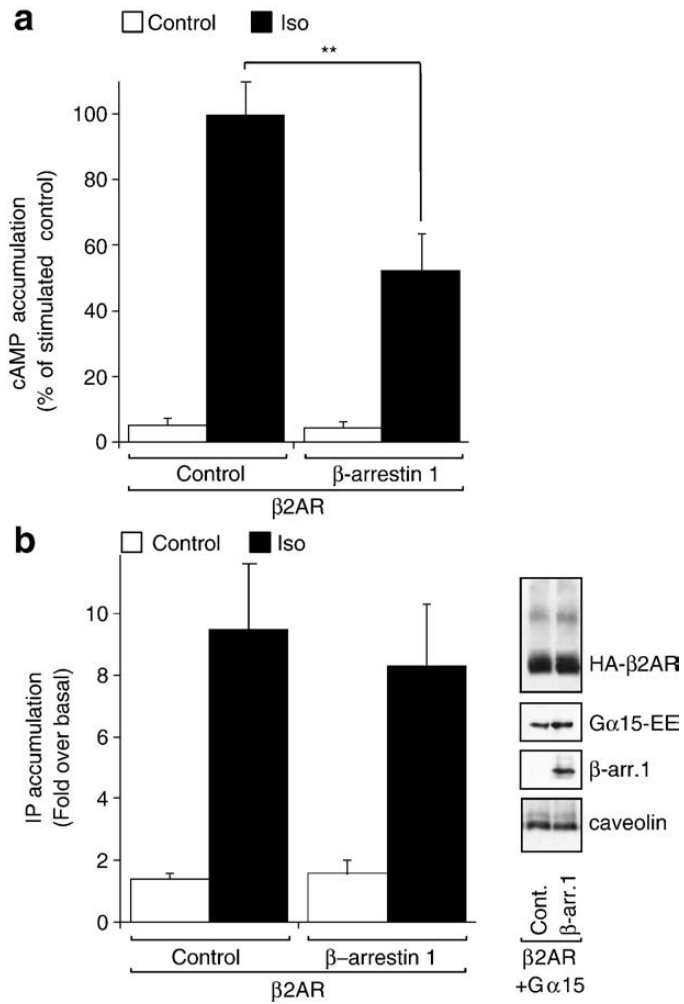 a
Control Iso
**
cAMP accumulation
(% of stimulated control)
100
80
60
40
20
0
Control β-arrestin 1
β2AR
b
Control Iso
IP accumulation
(Fold over basal)
10
8
6
4
2
0
Control β–arrestin 1
β2AR
HA-β2AR
Gα15-EE
β-arr.1
caveolin
Cont.
β-arr.1
β2AR
+Gα15